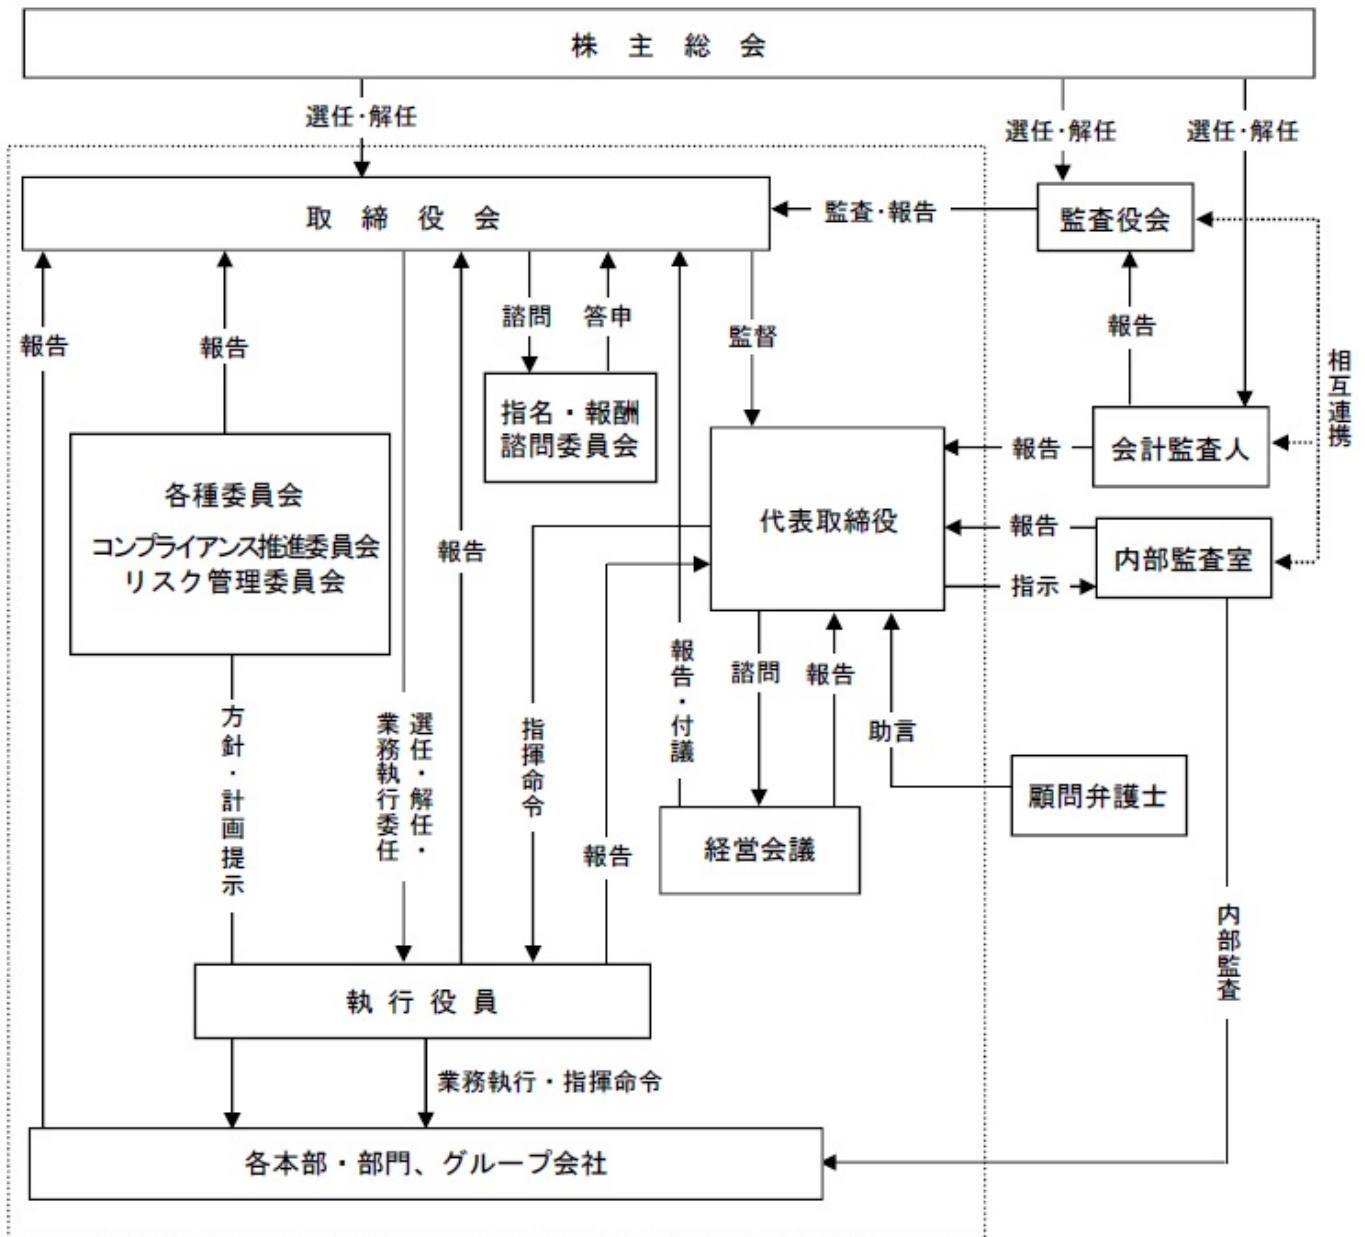 株主総会
選任・解任
選任・解任
選任・解任
取締役会
監査・報告
監査役会
報告
報告
諮問
答申
監督
報告
相互連携
指名・報酬
諮問委員会
各種委員会
コンプライアンス推進委員会
リスク管理委員会
報告
代表取締役
報告
会計監査人
報告
内部監査室
指示
方針・計画提示
選任・解任・
業務執行委任
指揮命令
報告
報告・付議
諮問
報告
助言
顧問弁護士
経営会議
内部監査
執行役員
業務執行・指揮命令
各本部・部門、グループ会社